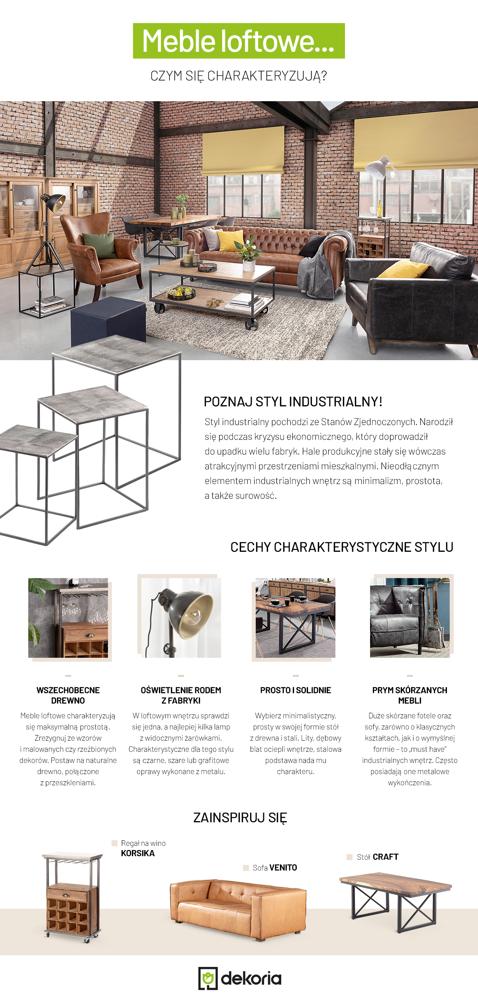 Meble loftowe...
CZYM SIĘ CHARAKTERYZUJĄ?
POZNAJ STYL INDUSTRIALNY!
Styl industrialny pochodzi ze Stanów Zjednoczonych. Narodził
się podczas kryzysu ekonomicznego, który doprowadził
do upadku wielu fabryk. Hale produkcyjne stały się wówczas
atrakcyjnymi przestrzeniami mieszkalnymi. Nieodłącznym
elementem industrialnych wnętrz są minimalizm, prostota,
a także surowość.
CECHY CHARAKTERYSTYCZNE STYLU
WSZECHOBECNE
DREWNO
Meble loftowe charakteryzują
się maksymalną prostotą.
Zrezygnuj ze wzorów
i malowanych czy rzeźbionych
dekorów. Postaw na naturalne
drewno, połączone
z przeszkleniami.
OŚWIETLENIE RODEM
Z FABRYKI
W loftowym wnętrzu sprawdzi
się jedna, a najlepiej kilka lamp
z widocznymi żarówkami.
Charakterystyczne dla tego stylu
są czarne, szare lub grafitowe
oprawy wykonane z metalu.
PROSTO I SOLIDNIE
Wybierz minimalistyczny,
prosty w swojej formie stół
z drewna i stali. Lity, dębowy
blat ociepli wnętrze, stalowa
podstawa nada mu
charakteru.
PRYM SKÓRZANYCH
MEBLI
Duże skórzane fotele oraz
sofy, zarówno o klasycznych
kształtach, jak i o wymyślnej
formie – to „must have”
industrialnych wnętrz. Często
posiadają one metalowe
wykończenia.
ZAINSPIRUJ SIĘ
Regał na wino
KORSIKA
Sofa VENITO
Stół CRAFT
dekoria